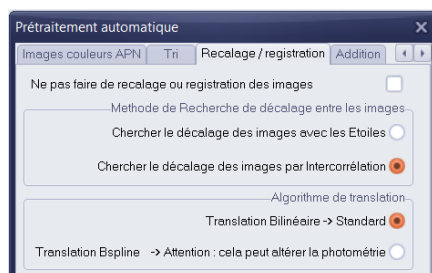 Prétraitement automatique
Images couleurs APN Tri Recalage / registration Addition
Ne pas faire de recalage ou registration des images
Methode de Recherche de décalage entre les images
Chercher le décalage des images avec les Etoiles
Chercher le décalage des images par Intercorrélation
Algorithme de translation
Translation Bilinéaire -> Standard
Translation Bspline -> Attention : cela peut altérer la photométrie